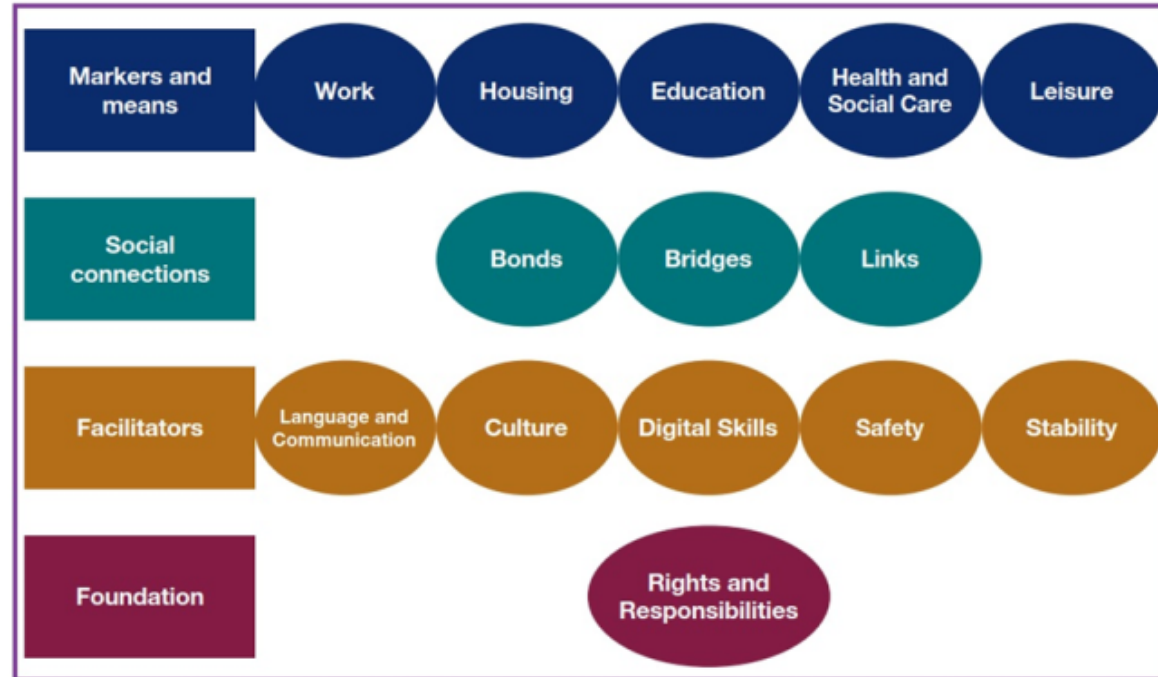 Markers and
means
Work
Housing
Education
Health and
Social Care
Leisure
Social
connections
Bonds
Bridges
Links
Facilitators
Language and
Communication
Culture
Digital Skills
Safety
Stability
Foundation
Rights and
Responsibilities